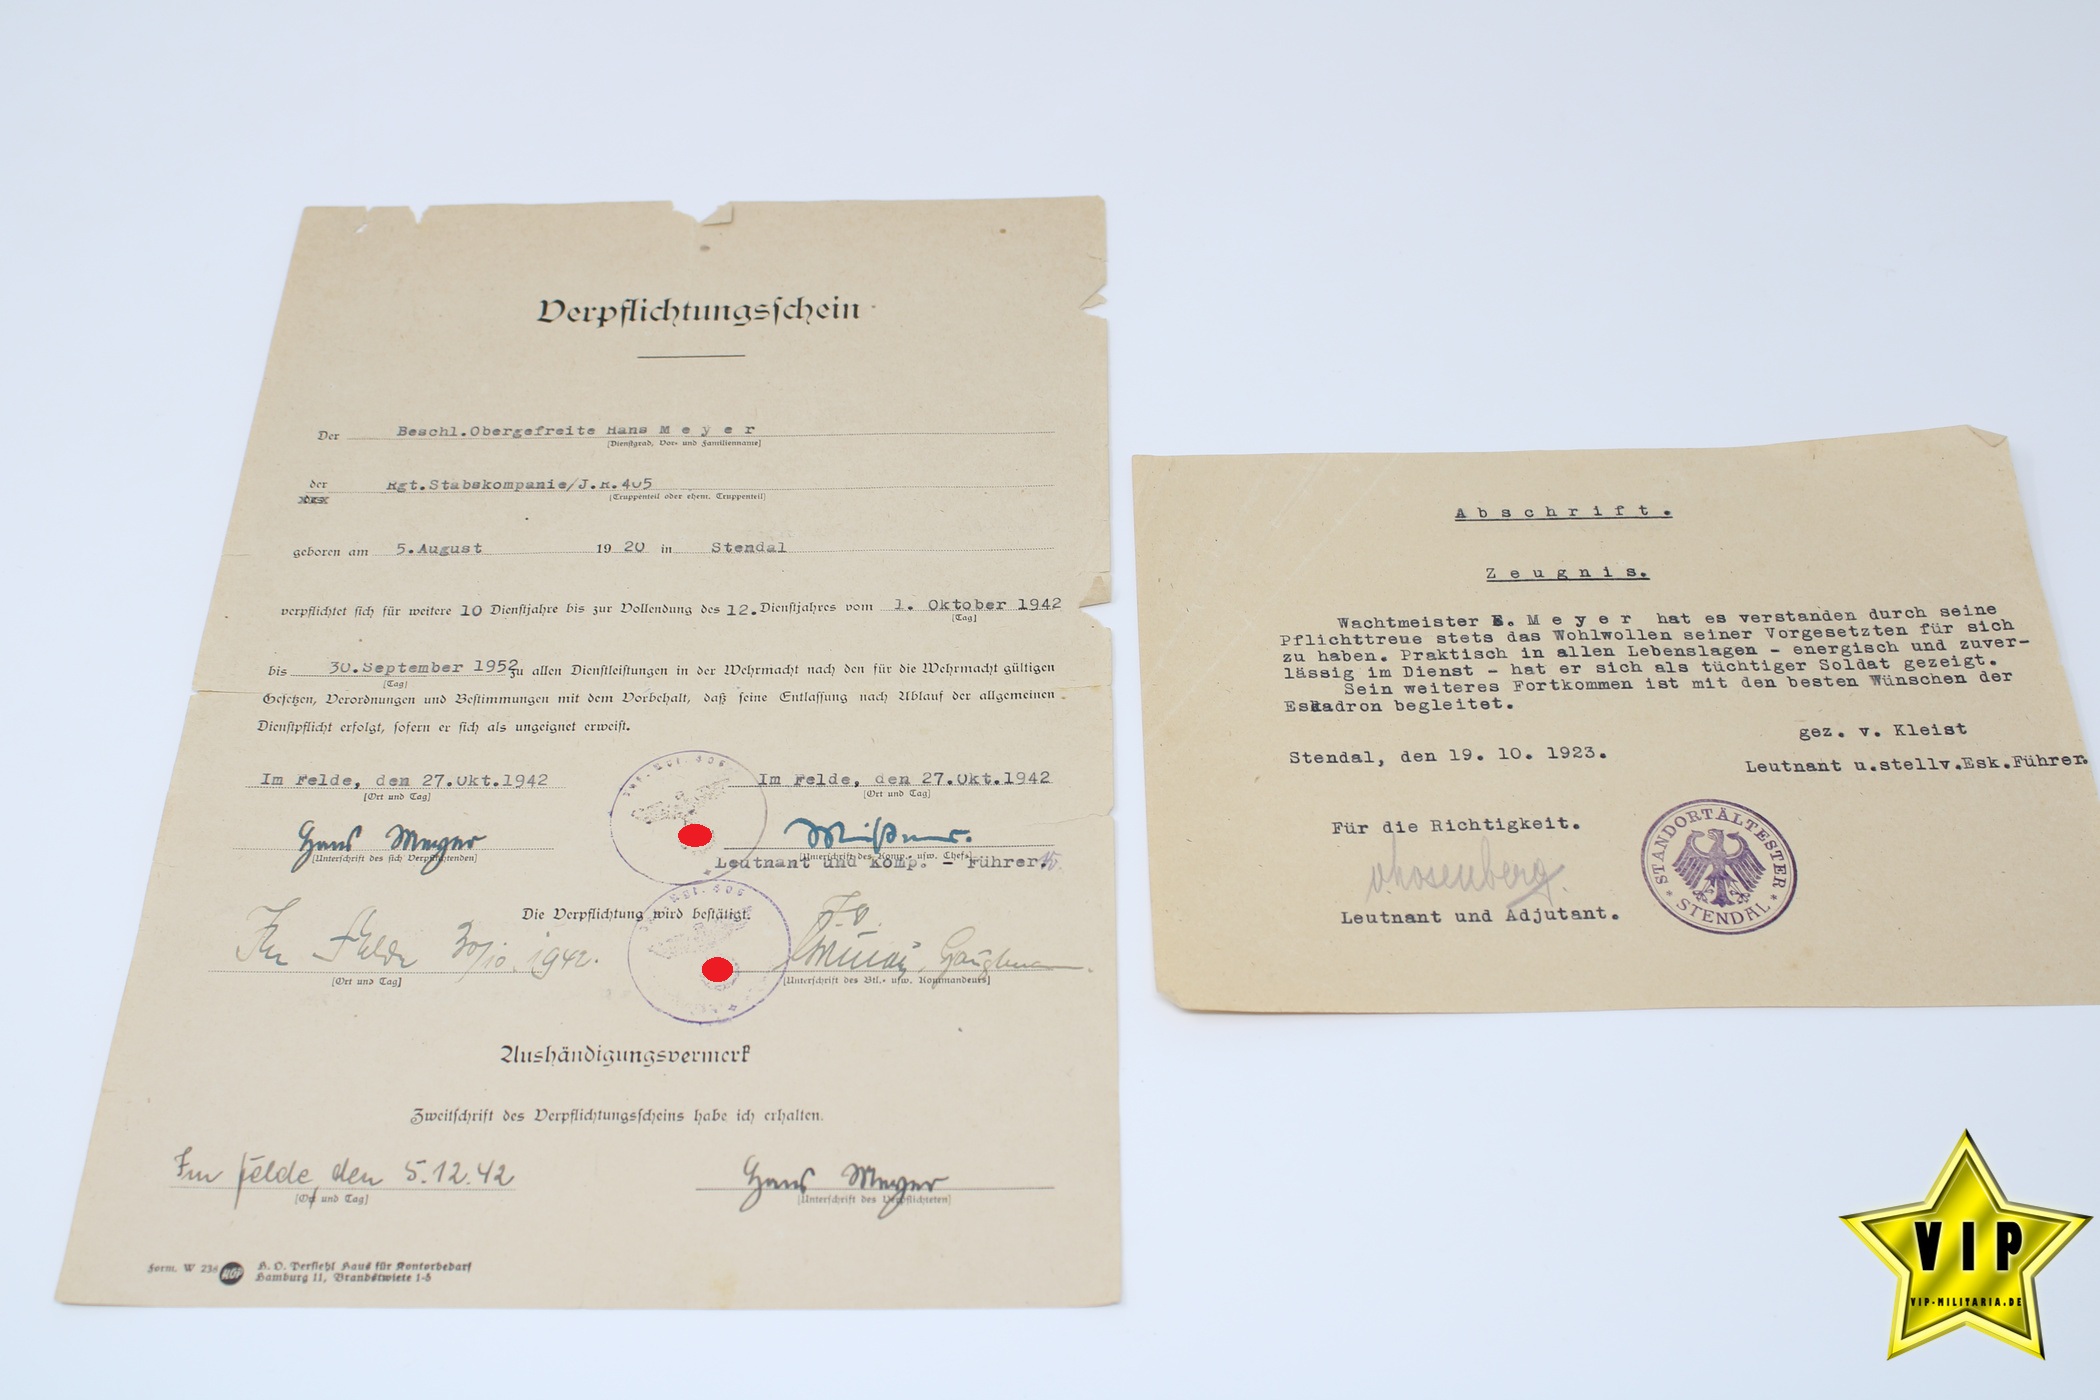 Verpflichtungsschein
Der Beschl.Obergefreite Hans M e y e r
[Dienstgrad, Vor- und Familienname]
der Rgt.Stabskompanie/J.R.405
[Truppenteil oder ehem. Truppenteil]
geboren am 5.August 19 20 in Stendal
verpflichtet sich für weitere 10 Dienstjahre bis zur Vollendung des 12. Dienstjahres vom 1. Oktober 1942
[Tag]
bis 30.September 1952 zu allen Dienstleistungen in der Wehrmacht nach den für die Wehrmacht gültigen
[Tag]
Gesetzen, Verordnungen und Bestimmungen mit dem Vorbehalt, daß seine Entlassung nach Ablauf der allgemeinen
Dienstpflicht erfolgt, sofern er sich als ungeeignet erweist.
Im Felde, den 27.Okt.1942 Im Felde, den 27.Okt.1942
[Ort und Tag] [Ort und Tag]
Hans Meyer
[Unterschrift des sich Verpflichtenden] [Unterschrift des Komp.- usw. Chefs]
Leutnant und Komp. - Führer.
Die Verpflichtung wird bestätigt.
Im Felde 30/10. 1942.
[Ort und Tag] [Unterschrift des Btl.- usw. Kommandeurs]
Aushändigungsvermerk
Zweitschrift des Verpflichtungsscheins habe ich erhalten.
Im Felde, den 5.12.42 Hans Meyer
[Ort und Tag] [Unterschrift des Verpflichteten]
Form. W 238 H. O. Persiehl Haus für Kontorbedarf
Hamburg 11, Brandstwiete 1-5
A b s c h r i f t .
Z e u g n i s .
Wachtmeister E. M e y e r hat es verstanden durch seine
Pflichttreue stets das Wohlwollen seiner Vorgesetzten für sich
zu haben. Praktisch in allen Lebenslagen - energisch und zuver-
lässig im Dienst - hat er sich als tüchtiger Soldat gezeigt.
Sein weiteres Fortkommen ist mit den besten Wünschen der
Eskadron begleitet.
gez. v. Kleist
Stendal, den 19. 10. 1923.
Leutnant u.stellv.Esk.Führer.
Für die Richtigkeit.
Leutnant und Adjutant.
STANDORTÄLTESTER
* STENDAL *
VIP
VIP-MILITARIA.DE